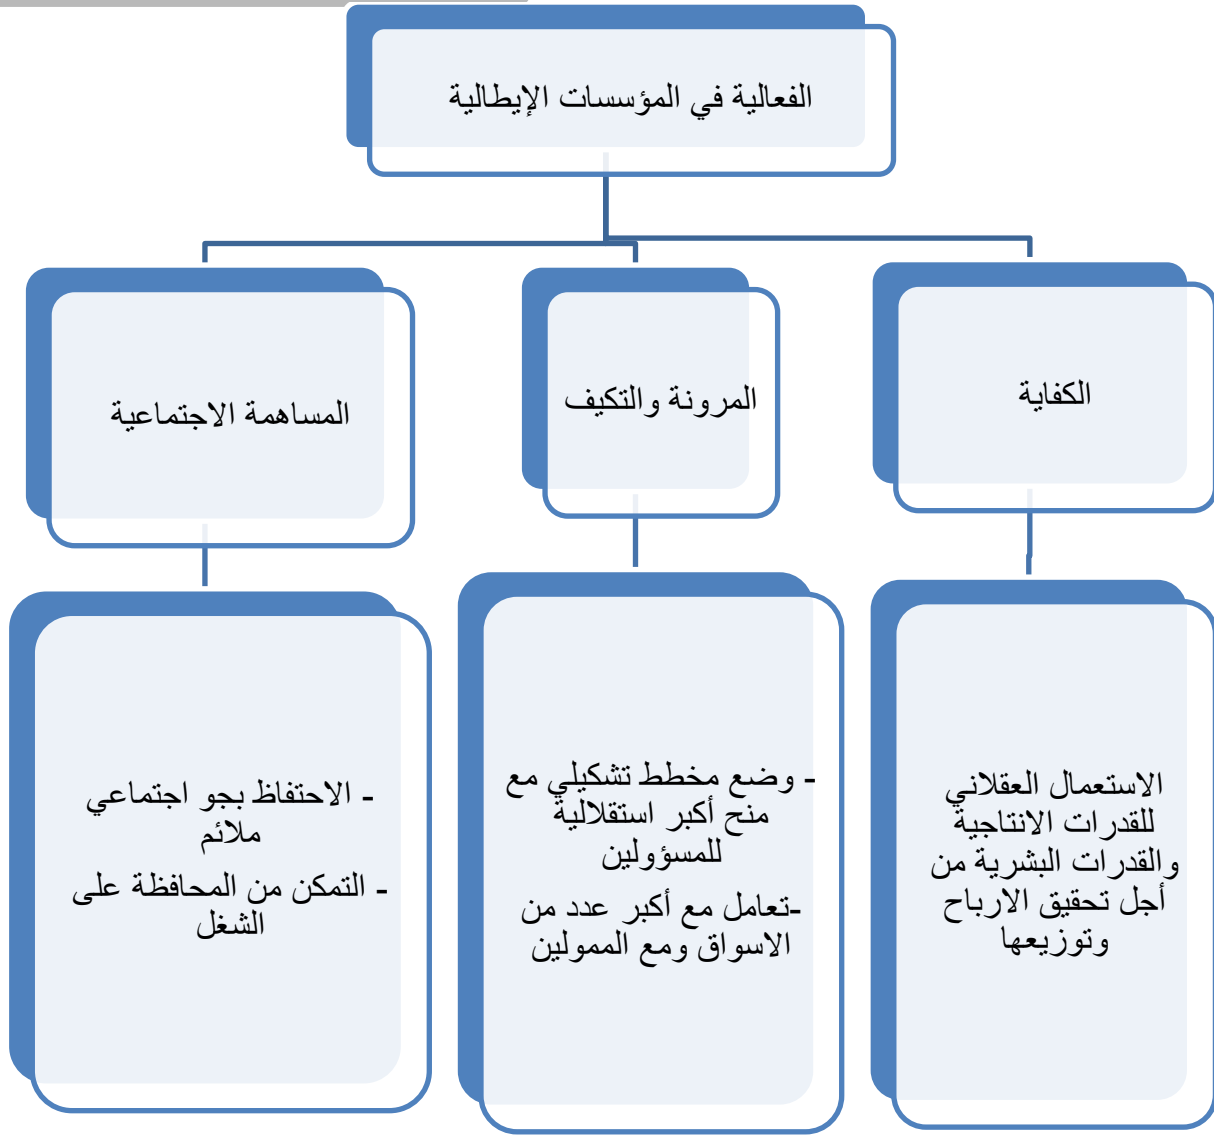 الفعالية في المؤسسات الإيطالية
الكفاية
المرونة والتكيف
المساهمة الاجتماعية
الاستعمال العقلاني
للقدرات الانتاجية
والقدرات البشرية من
أجل تحقيق الارباح
وتوزيعها
- وضع مخطط تشكيلي مع
منح أكبر استقلالية
للمسؤولين
-تعامل مع أكبر عدد من
الاسواق ومع الممولين
- الاحتفاظ بجو اجتماعي
ملائم
- التمكن من المحافظة على
الشغل